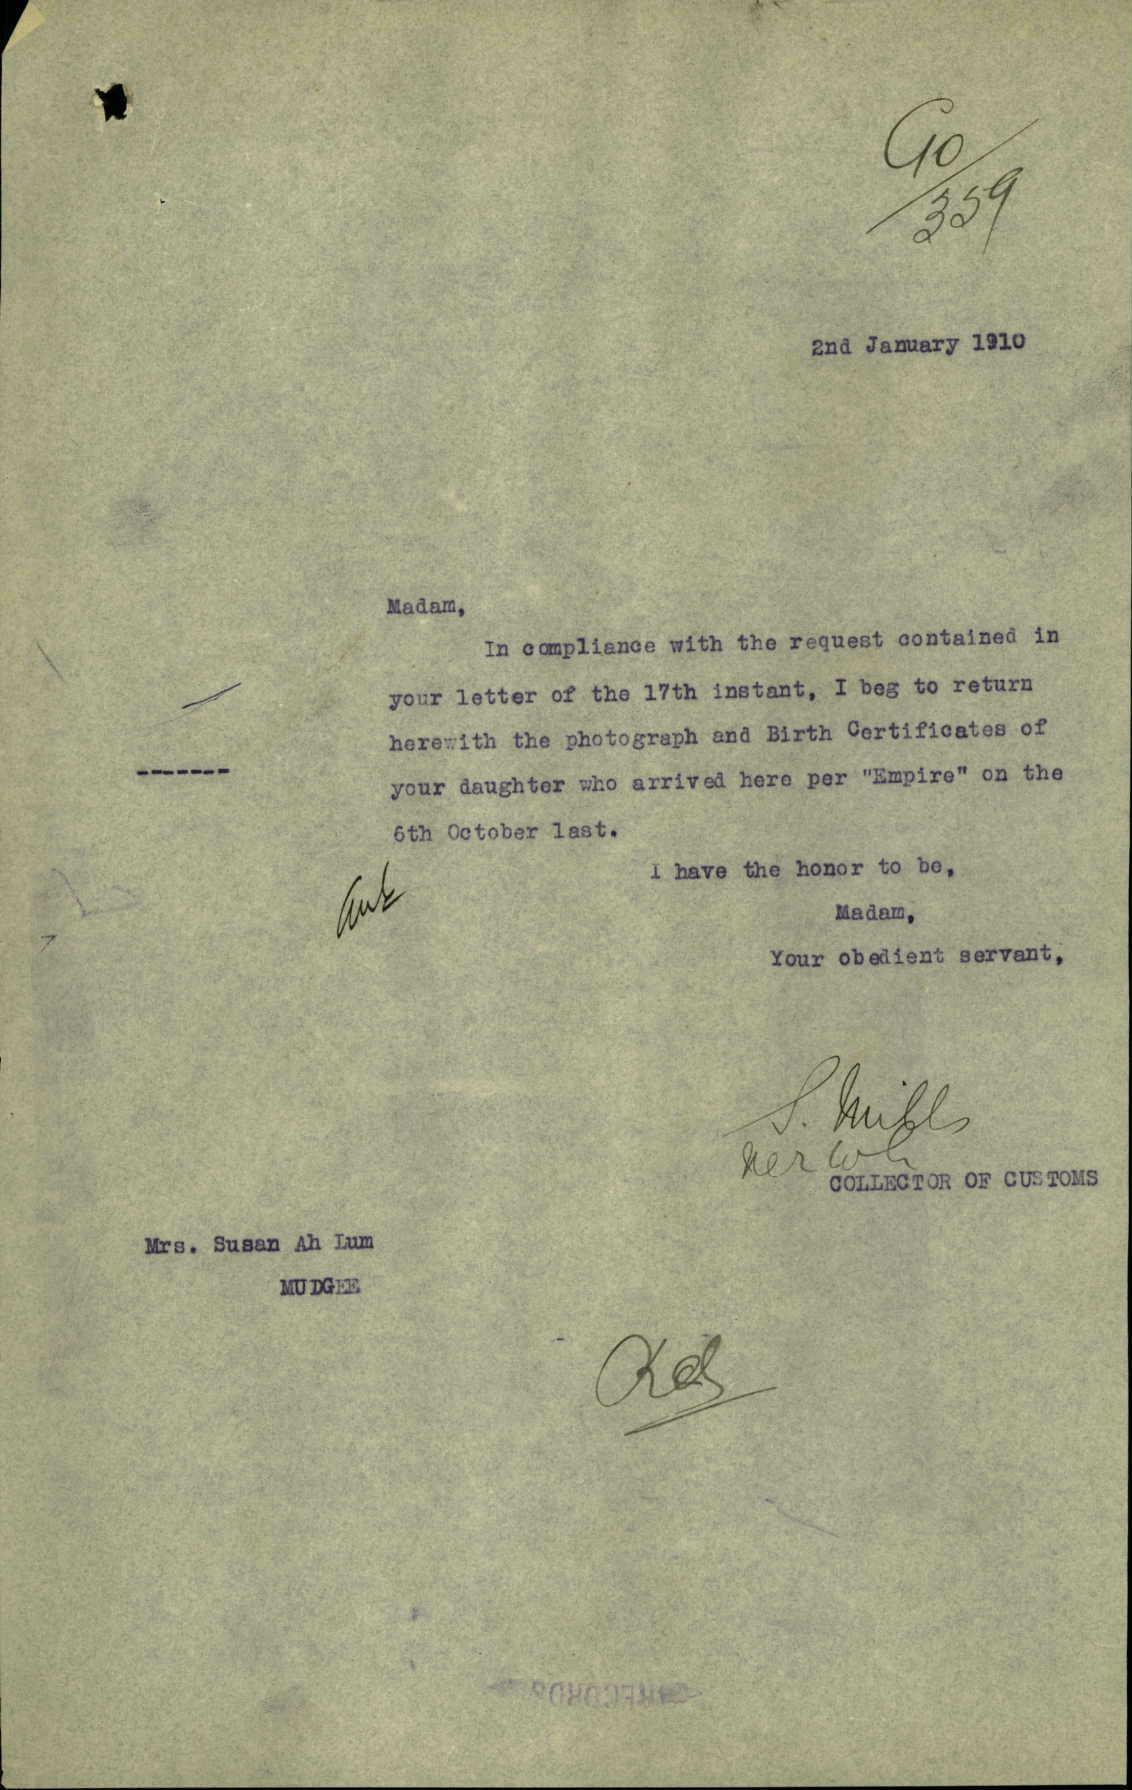 C10/359
2nd January 1910
Madam,
In compliance with the request contained in
your letter of the 17th instant, I beg to return
herewith the photograph and Birth Certificates of
your daughter who arrived here per "Empire" on the
6th October last.
I have the honor to be,
Madam,
Your obedient servant,
S. Mills
COLLECTOR OF CUSTOMS
Mrs. Susan Ah Lum
MUDGEE
RECORDS